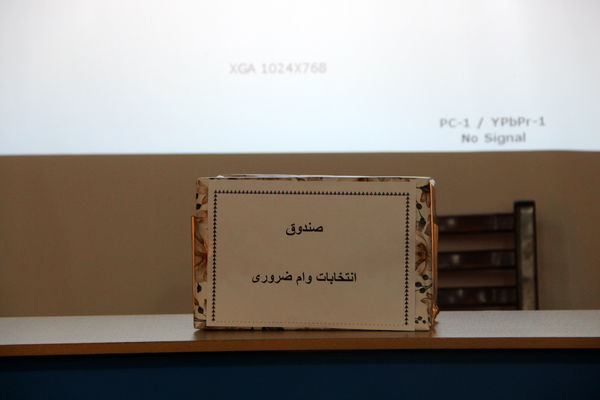 XGA 1024X768
PC-1 / YPbPr-1
No Signal
صندوق
انتخابات وام ضروری